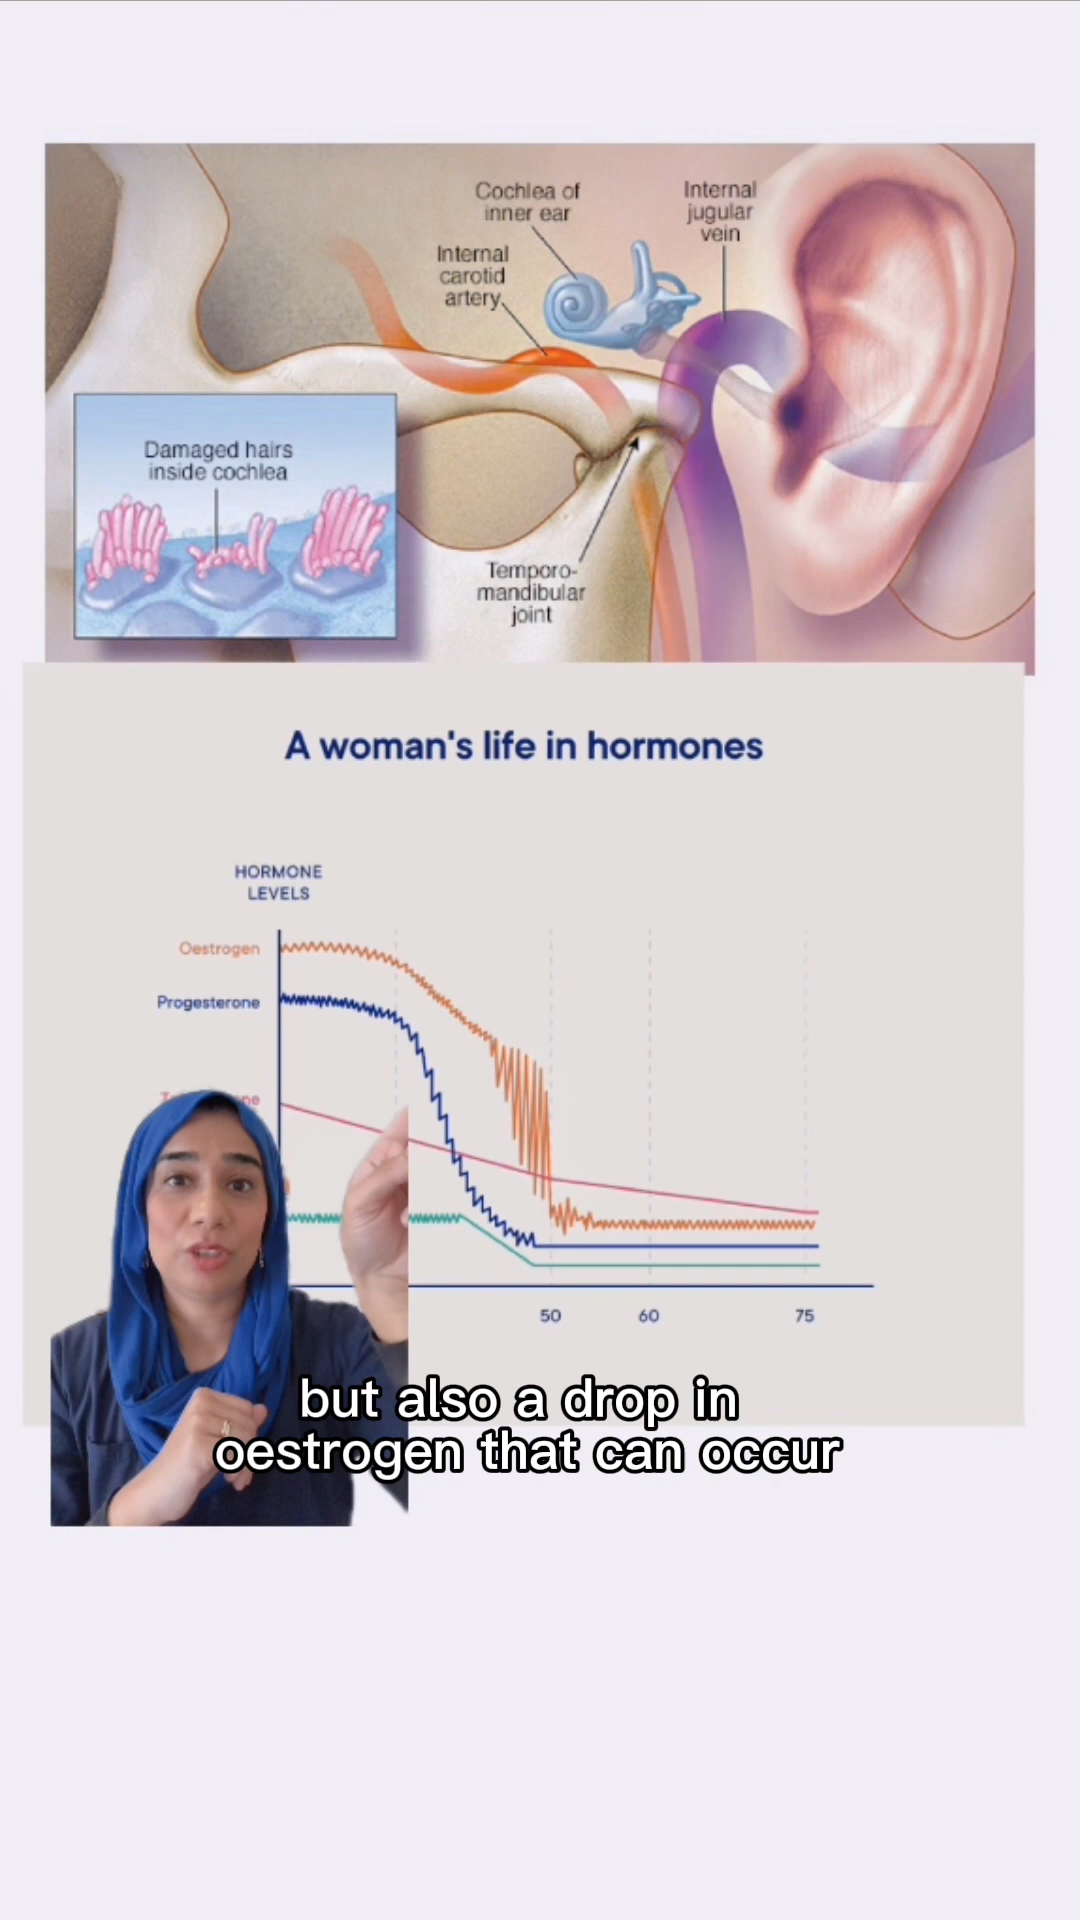 Cochlea of
inner ear
Internal
jugular
vein
Internal
carotid
artery
Damaged hairs
inside cochlea
Temporo-
mandibular
joint
A woman's life in hormones
HORMONE
LEVELS
Oestrogen
Progesterone
50 60 75
but also a drop in
oestrogen that can occur